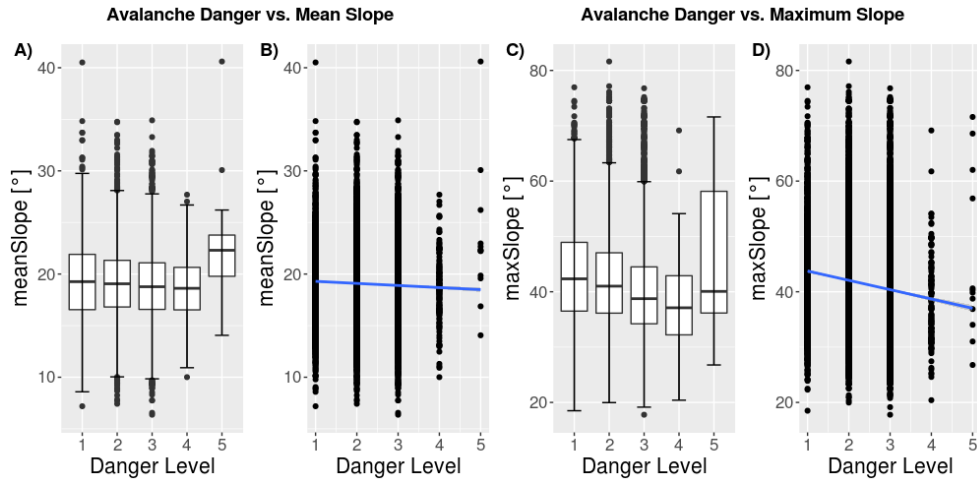 Avalanche Danger vs. Mean Slope
Avalanche Danger vs. Maximum Slope
A)
B)
C)
D)
meanSlope [°]
40
30
20
10
1 2 3 4 5
Danger Level
meanSlope [°]
40
30
20
10
1 2 3 4 5
Danger Level
maxSlope [°]
80
60
40
20
1 2 3 4 5
Danger Level
maxSlope [°]
80
60
40
20
1 2 3 4 5
Danger Level